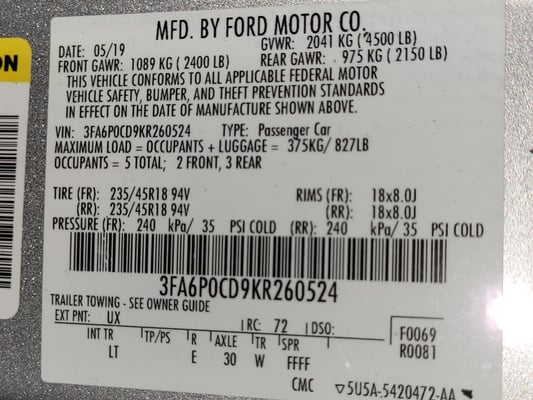 MFD. BY FORD MOTOR CO.
DATE: 05/19 GVWR: 2041 KG (4500 LB)
FRONT GAWR: 1089 KG (2400 LB) REAR GAWR: 975 KG (2150 LB)
THIS VEHICLE CONFORMS TO ALL APPLICABLE FEDERAL MOTOR
VEHICLE SAFETY, BUMPER, AND THEFT PREVENTION STANDARDS
IN EFFECT ON THE DATE OF MANUFACTURE SHOWN ABOVE.
VIN: 3FA6P0CD9KR260524 TYPE: Passenger Car
MAXIMUM LOAD = OCCUPANTS + LUGGAGE = 375KG/ 827LB
OCCUPANTS = 5 TOTAL; 2 FRONT, 3 REAR
TIRE (FR): 235/45R18 94V RIMS (FR): 18x8.0J
(RR): 235/45R18 94V (RR): 18x8.0J
PRESSURE (FR): 240 kPa/ 35 PSI COLD (RR): 240 kPa/ 35 PSI COLD
3FA6P0CD9KR260524
TRAILER TOWING - SEE OWNER GUIDE
EXT PNT: UX RC: 72 DSO: F0069
INT TR TP/PS R AXLE TR SPR R0081
LT E 30 W FFFF
CMC ▽5U5A-5420472-AA
ON